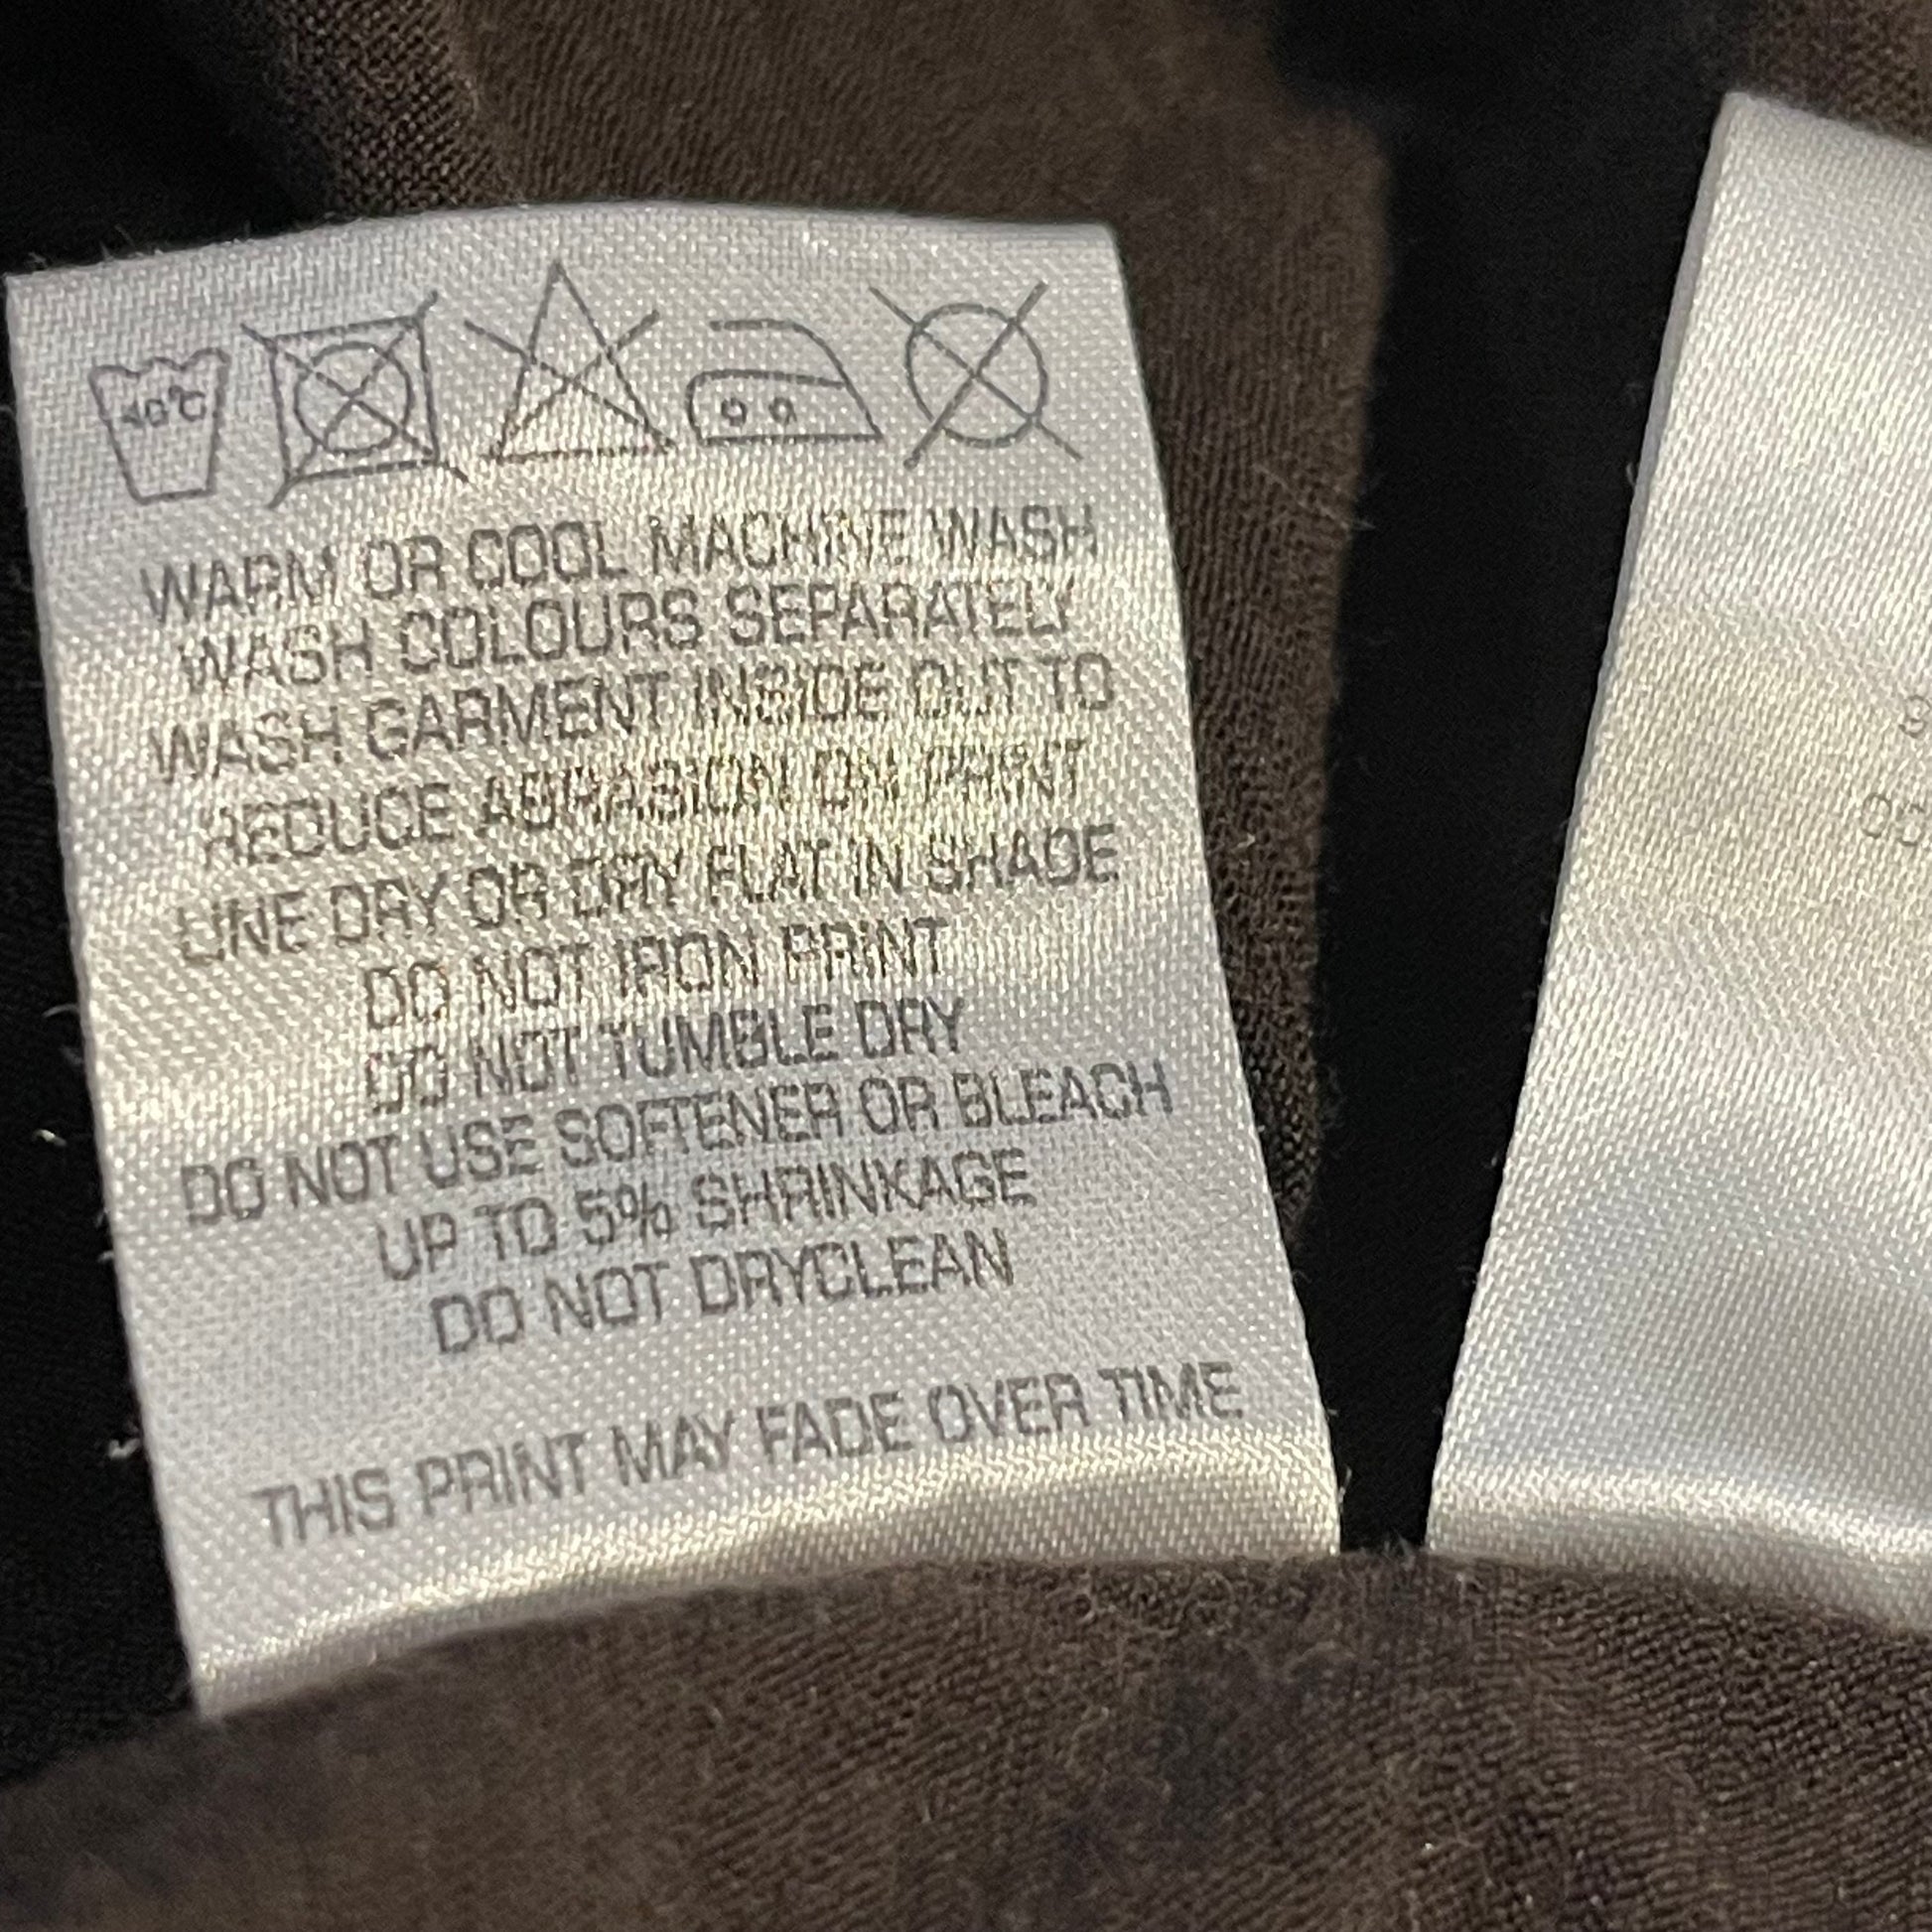 40°C
WARM OR COOL MACHINE WASH
WASH COLOURS SEPARATELY
WASH GARMENT INSIDE OUT TO
REDUCE ABRASION ON PRINT
LINE DRY OR DRY FLAT IN SHADE
DO NOT IRON PRINT
DO NOT TUMBLE DRY
DO NOT USE SOFTENER OR BLEACH
UP TO 5% SHRINKAGE
DO NOT DRYCLEAN
THIS PRINT MAY FADE OVER TIME